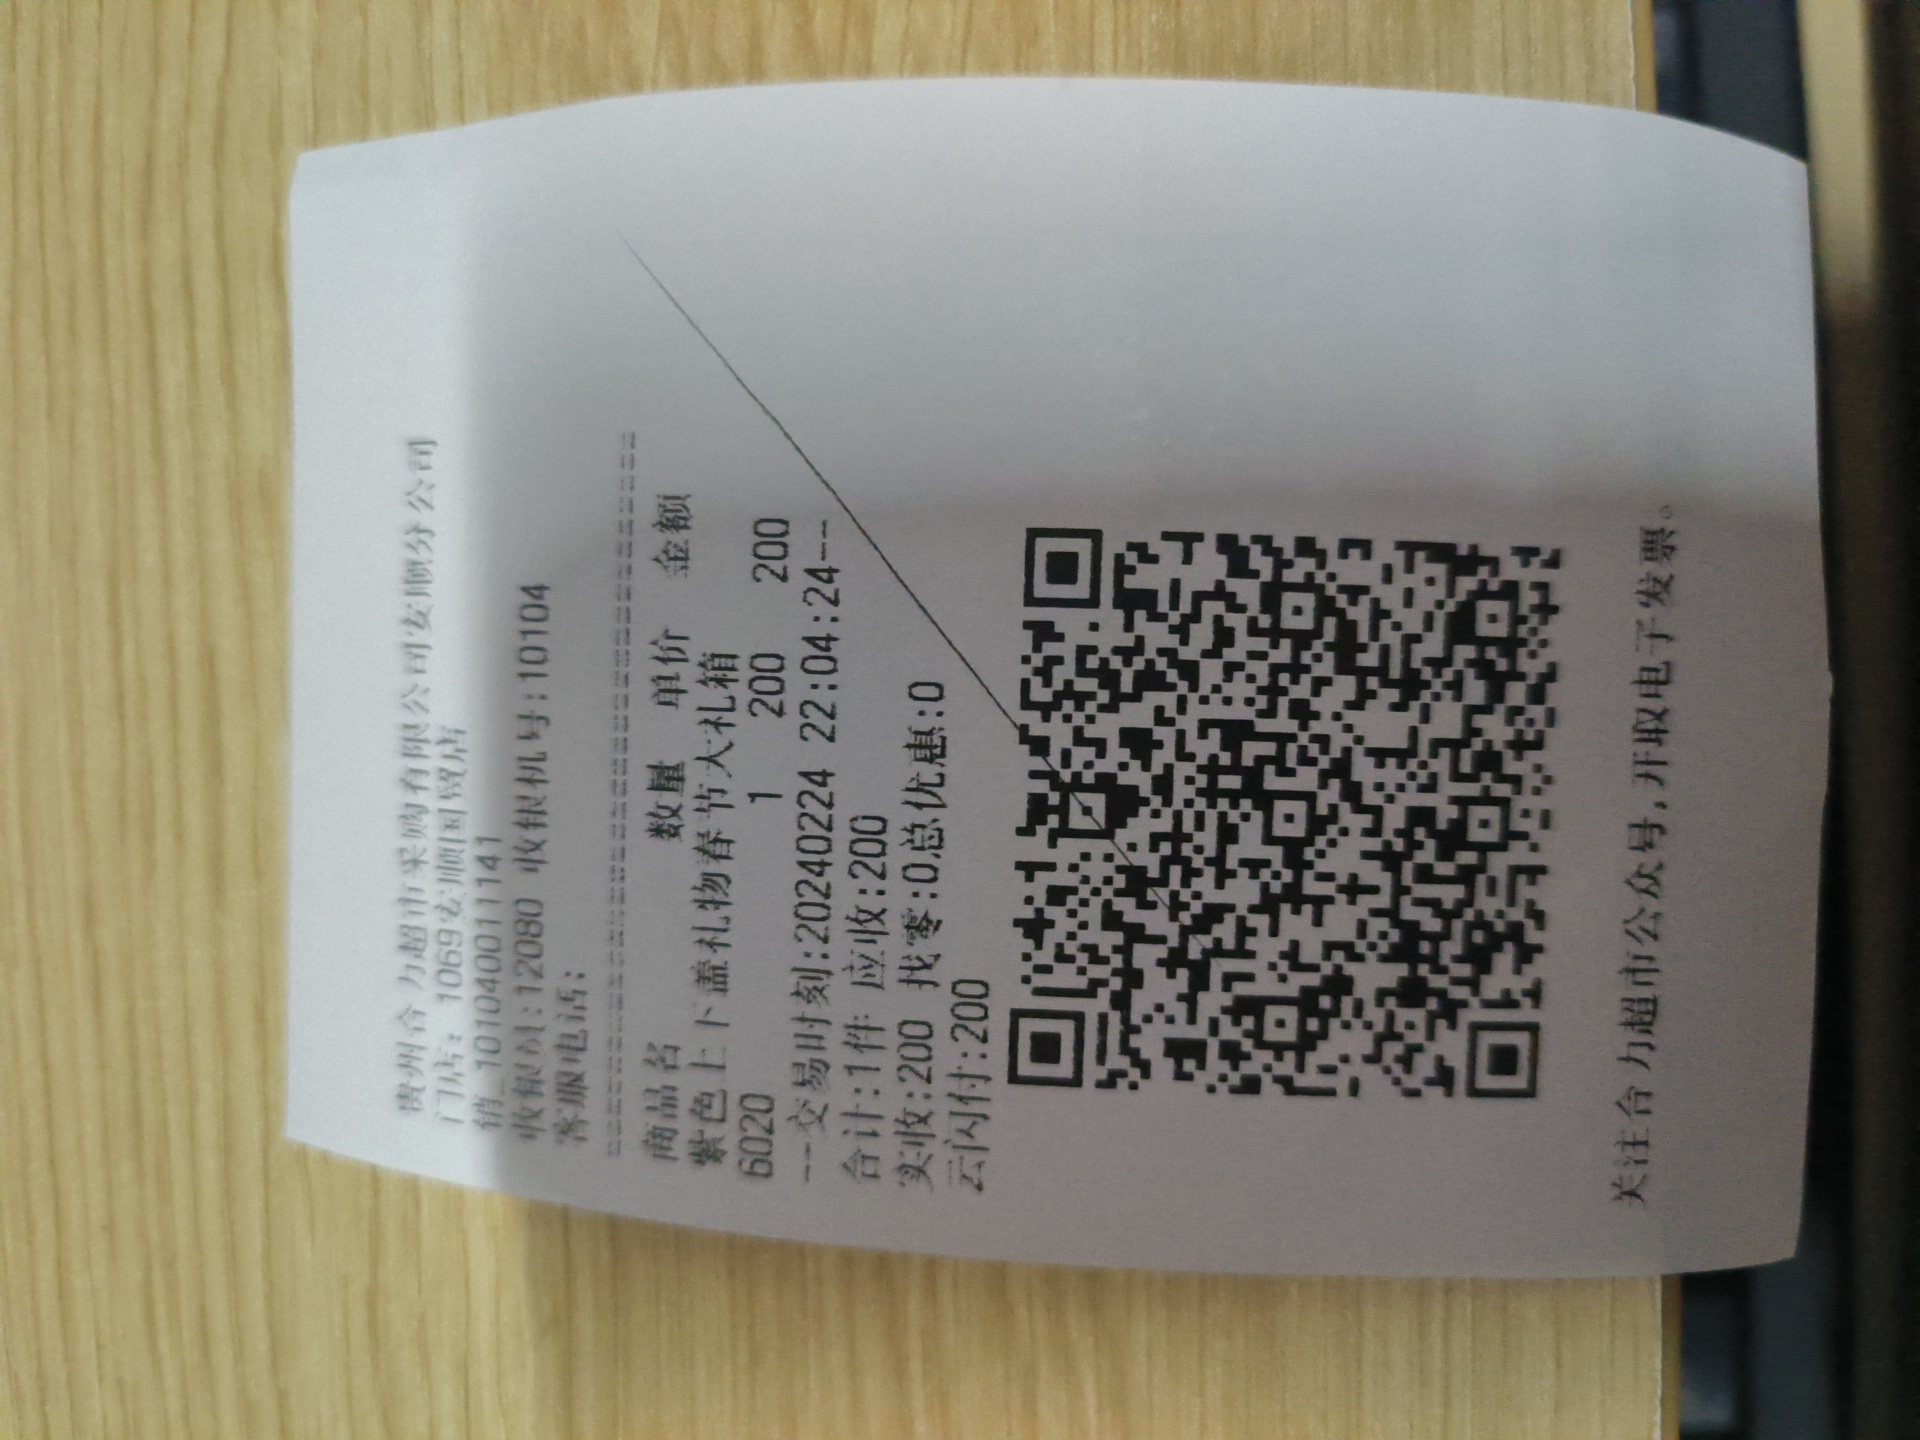 贵州合力超市采购有限公司安顺分公司
门店: 1069安顺国贸店
销_1010400111141
收银员:12080 收银机号:10104
客服电话:
商品名 数量 单价 金额
紫色上下盖礼物春节大礼箱
6020 1 200 200
--交易时刻:20240224 22:04:24--
合计:1件 应收:200
实收:200 找零:0总优惠:0
云闪付:200
关注合力超市公众号,开取电子发票。